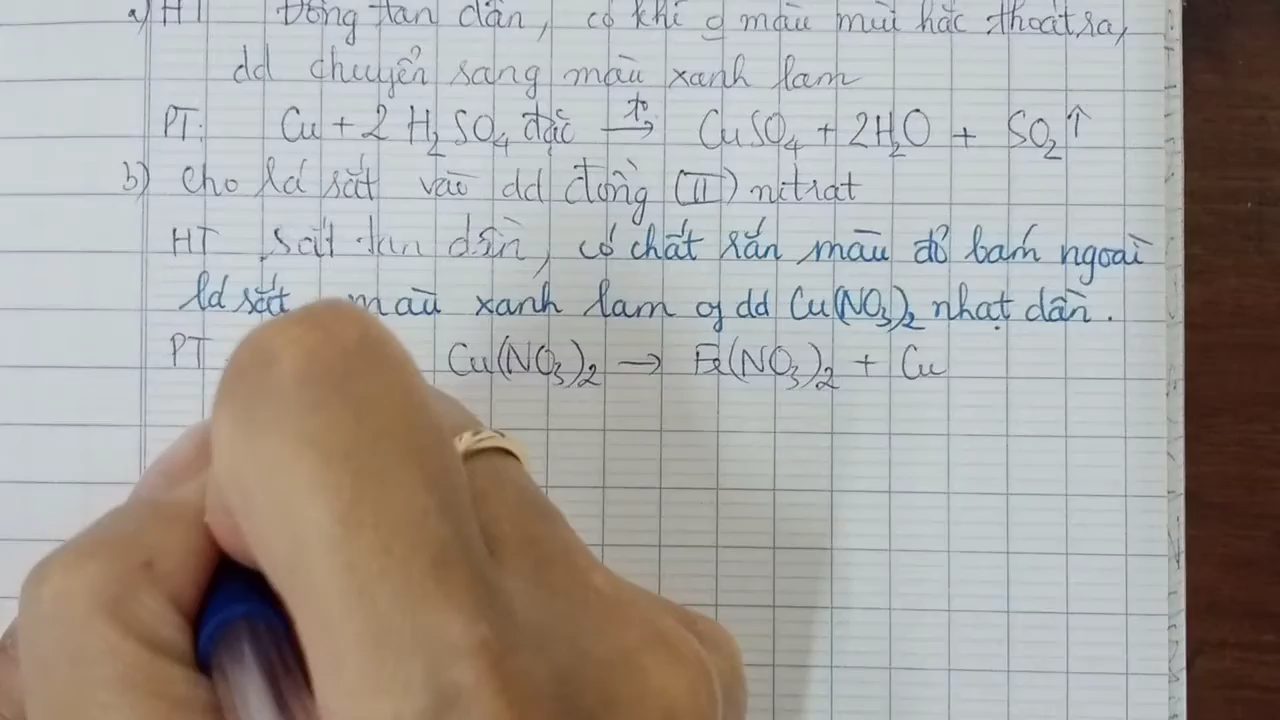 a) HT Đồng tan dần, có khí g màu mùi hắc thoát ra,
dd chuyển sang màu xanh lam
PT: Cu + 2 H₂SO₄ đặc t° → CuSO₄ + 2H₂O + SO₂↑
b) Cho lá sắt vào dd đồng (II) nitrat
HT sắt tan dần, có chất rắn màu đỏ bám ngoài
lá sắt màu xanh lam of dd Cu(NO₃)₂ nhạt dần.
PT Cu(NO₃)₂ → Fe(NO₃)₂ + Cu